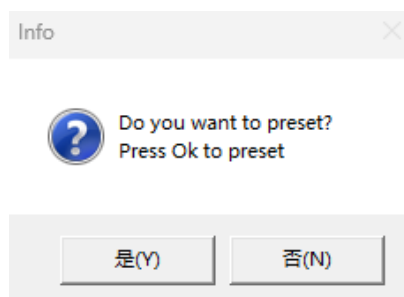 Info
Do you want to preset?
Press Ok to preset
是(Y)
否(N)